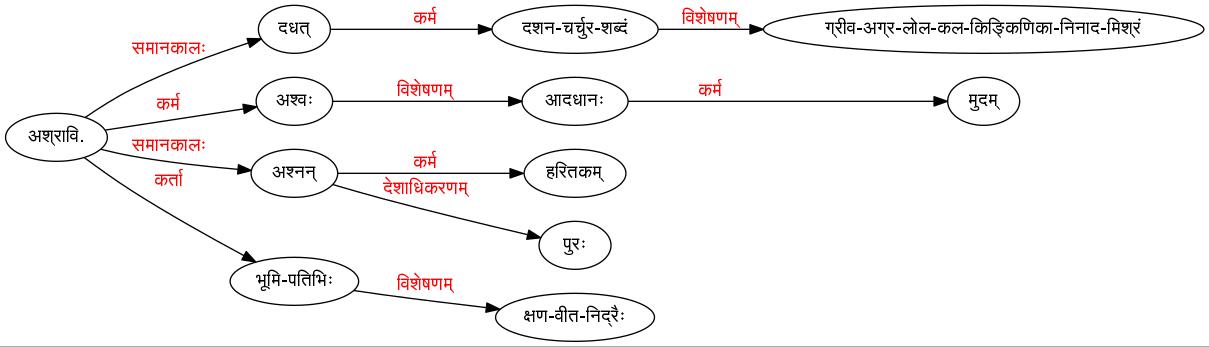 कर्म
विशेषणम्
दधत्
दशन-चर्चुर-शब्दं
ग्रीव-अग्र-लोल-कल-किङ्किणिका-निनाद-मिश्रं
समानकालः
कर्म
विशेषणम्
कर्म
अश्वः
आदधानः
मुदम्
अश्रावि.
समानकालः
कर्म
अश्नन्
हरितकम्
कर्ता
देशाधिकरणम्
पुरः
भूमि-पतिभिः
विशेषणम्
क्षण-वीत-निद्रैः